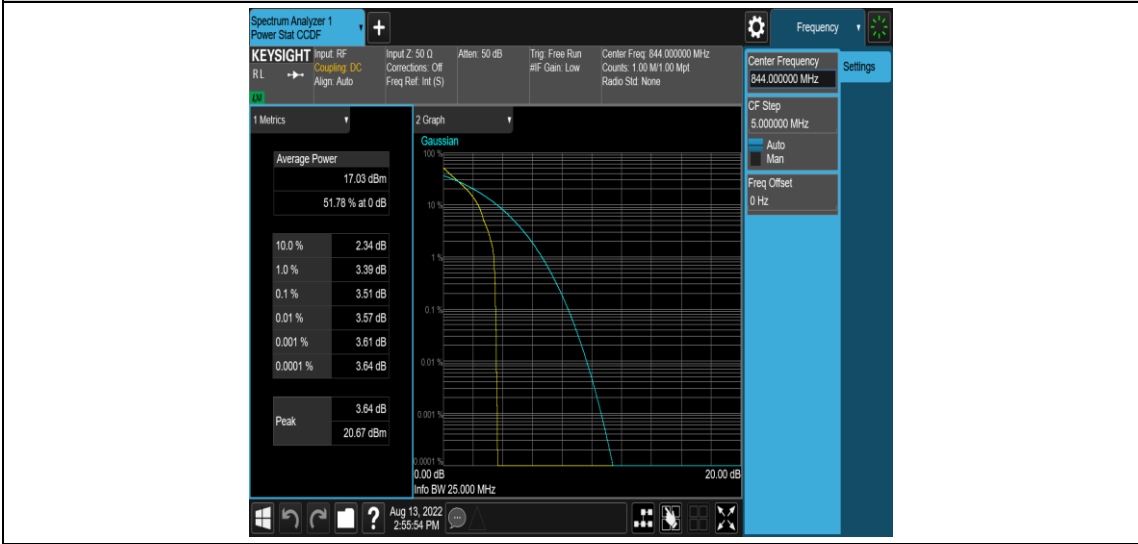 Spectrum Analyzer 1
Power Stat CCDF
+
Frequency
KEYSIGHT
RL
LXI
Input: RF
Coupling: DC
Align: Auto
Input Z: 50 Ω
Corrections: Off
Freq Ref: Int (S)
Atten: 50 dB
Trig: Free Run
#IF Gain: Low
Center Freq: 844.000000 MHz
Counts: 1.00 M/1.00 Mpt
Radio Std: None
Center Frequency
844.000000 MHz
Settings
CF Step
5.000000 MHz
Auto
Man
Freq Offset
0 Hz
1 Metrics
Average Power
17.03 dBm
51.78 % at 0 dB
10.0 % 2.34 dB
1.0 % 3.39 dB
0.1 % 3.51 dB
0.01 % 3.57 dB
0.001 % 3.61 dB
0.0001 % 3.64 dB
Peak
3.64 dB
20.67 dBm
2 Graph
Gaussian
100 %
10 %
1 %
0.1 %
0.01 %
0.001 %
0.0001 %
0.00 dB 20.00 dB
Info BW 25.000 MHz
?
Aug 13, 2022
2:55:54 PM